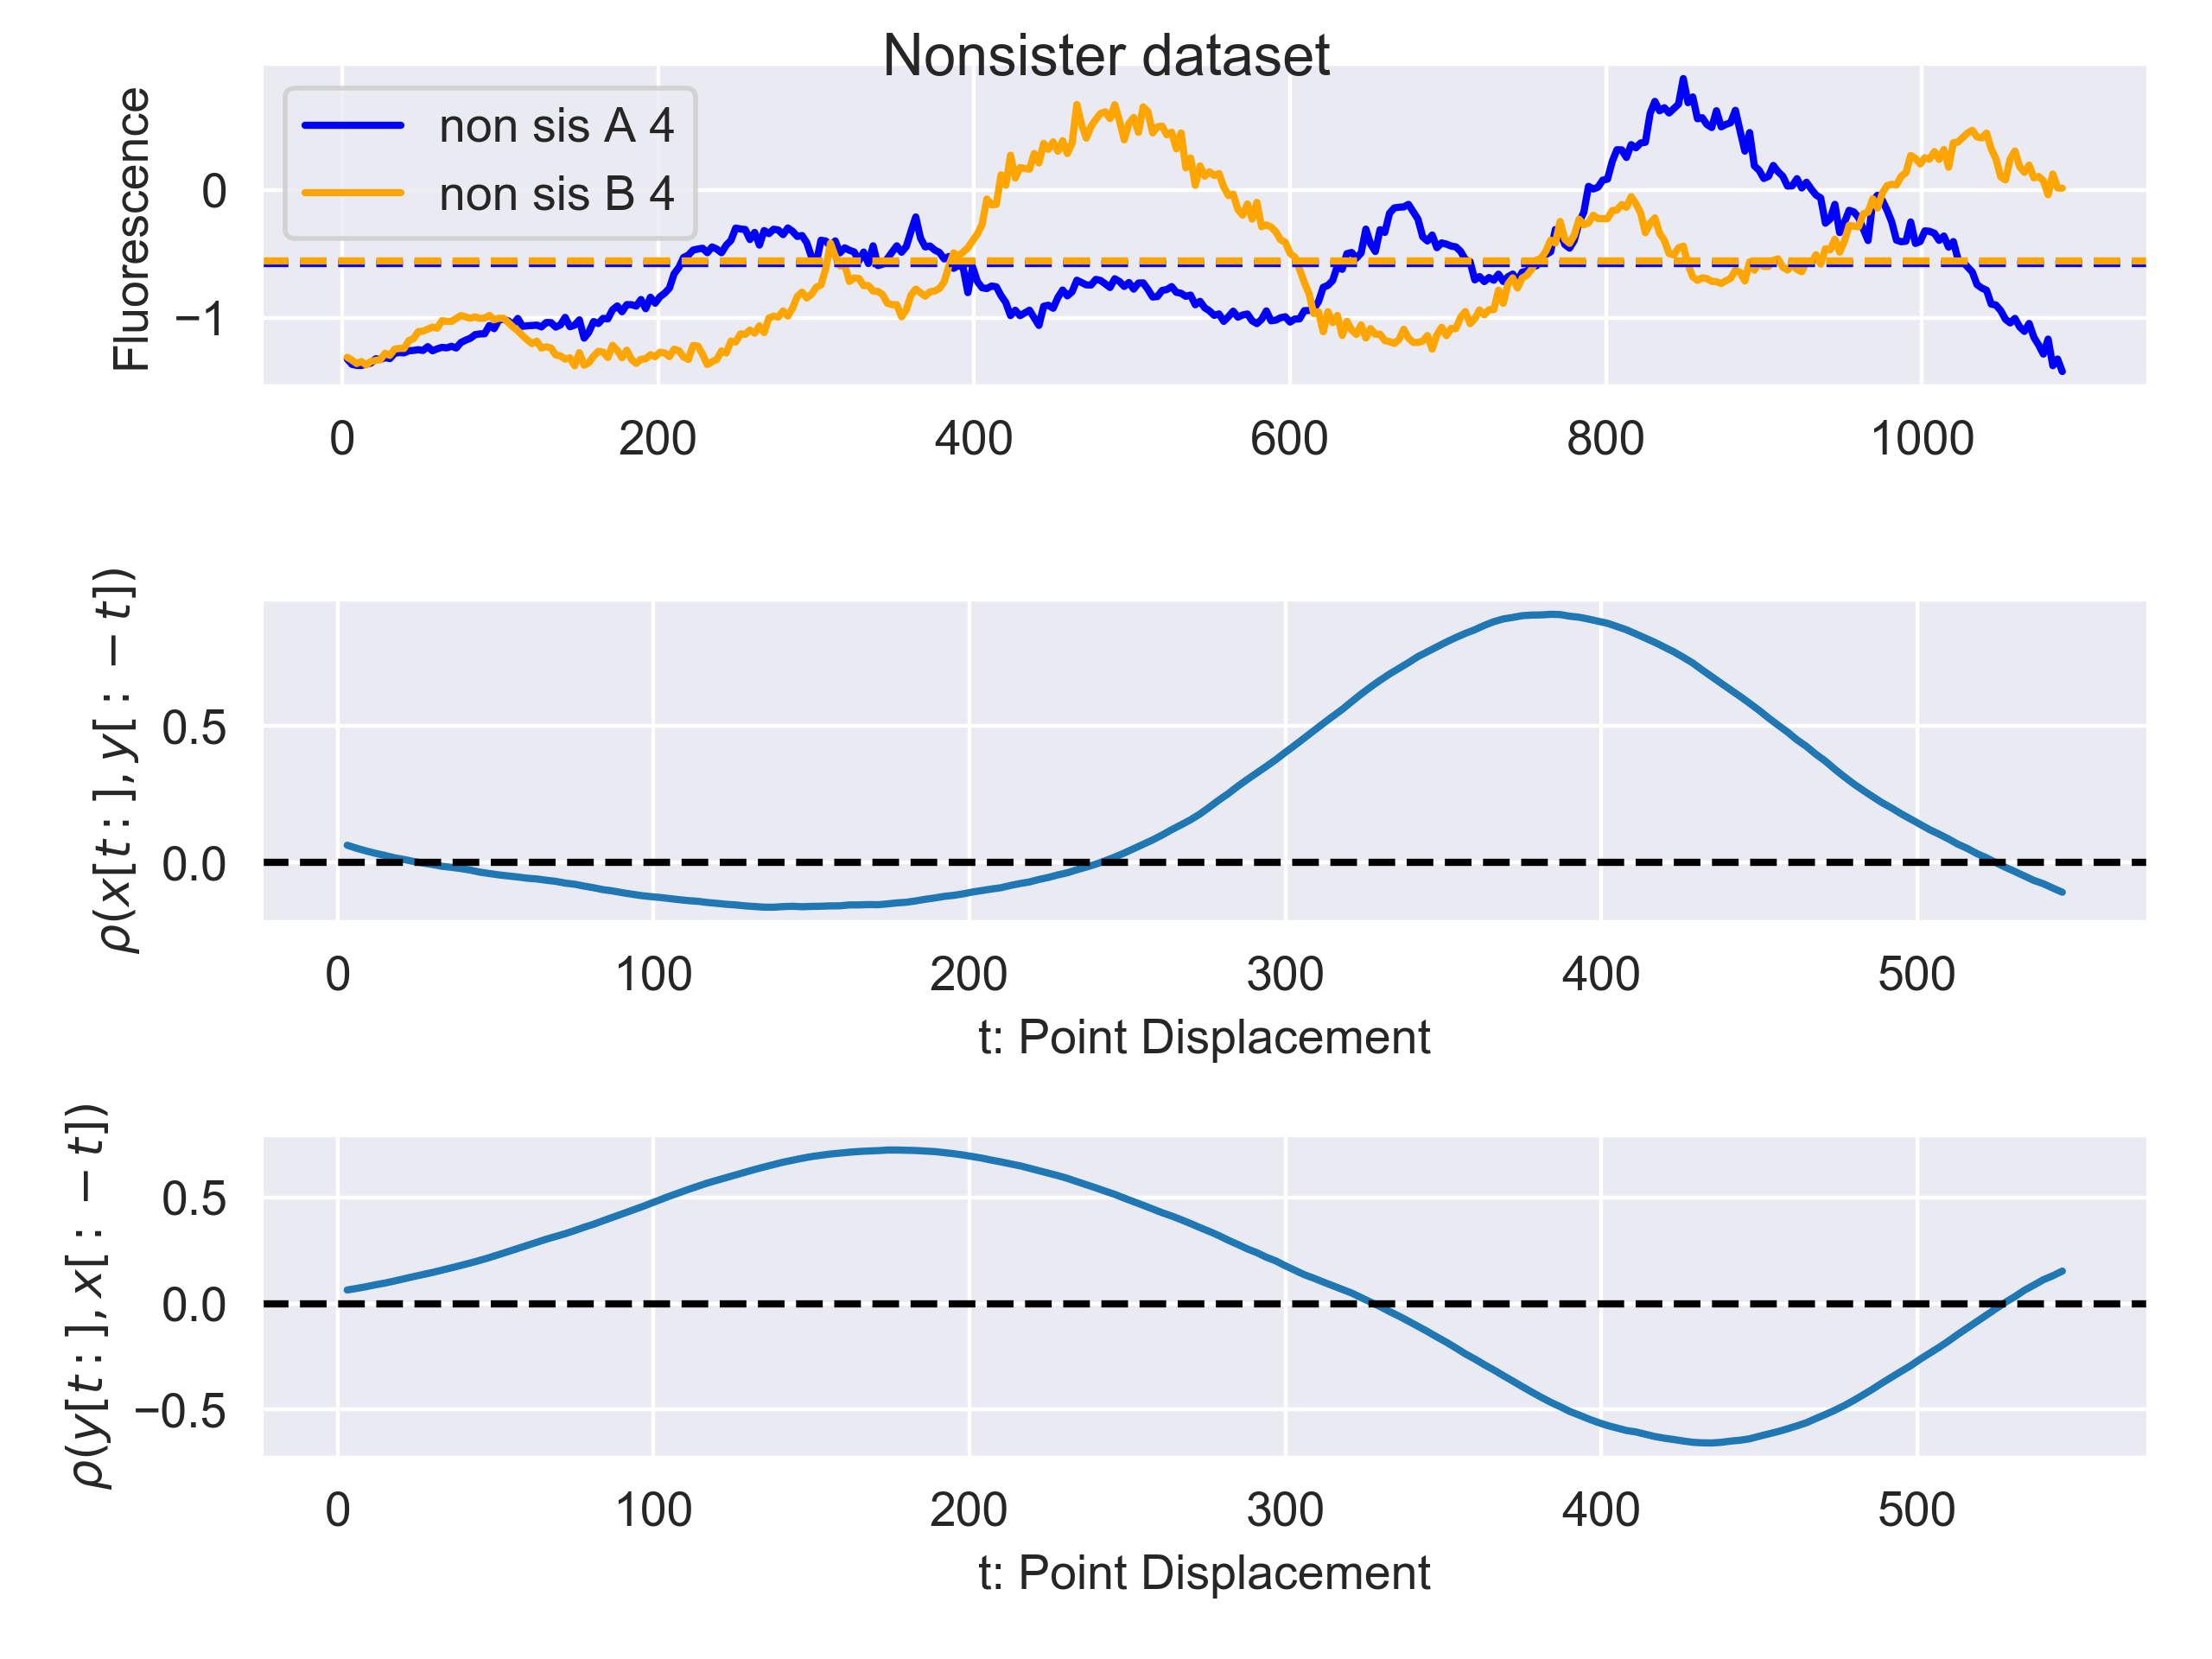 Nonsister dataset
Fluorescence
non sis A 4
non sis B 4
0
−1
0 200 400 600 800 1000
ρ(x[t:], y[: − t])
0.5
0.0
0 100 200 300 400 500
t: Point Displacement
ρ(y[t:], x[: − t])
0.5
0.0
−0.5
0 100 200 300 400 500
t: Point Displacement